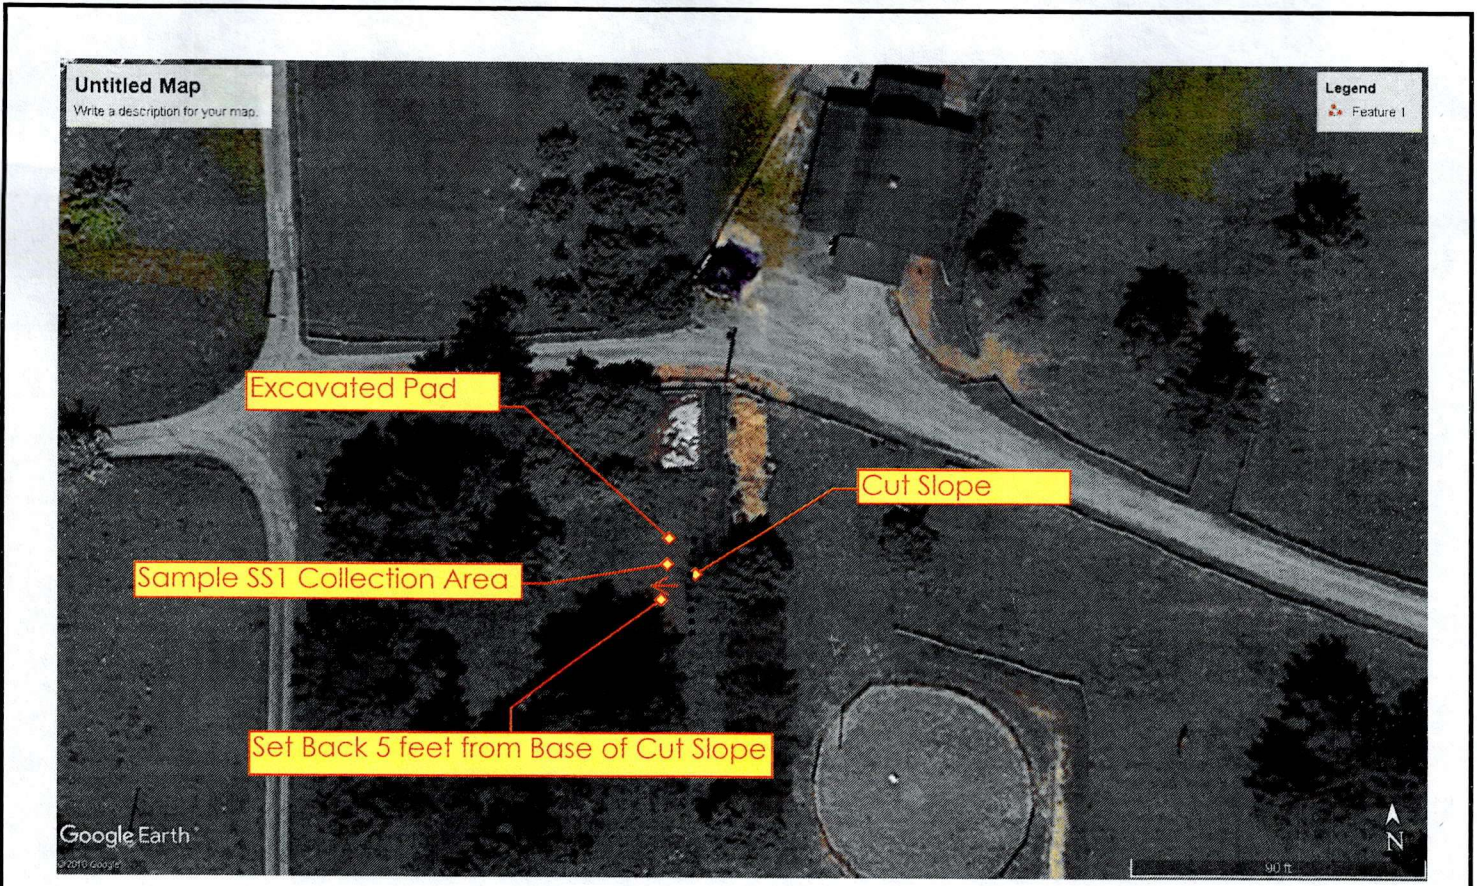 Untitled Map
Write a description for your map.
Legend
Feature 1
Excavated Pad
Cut Slope
Sample SS1 Collection Area
Set Back 5 feet from Base of Cut Slope
Google Earth
N
90 ft